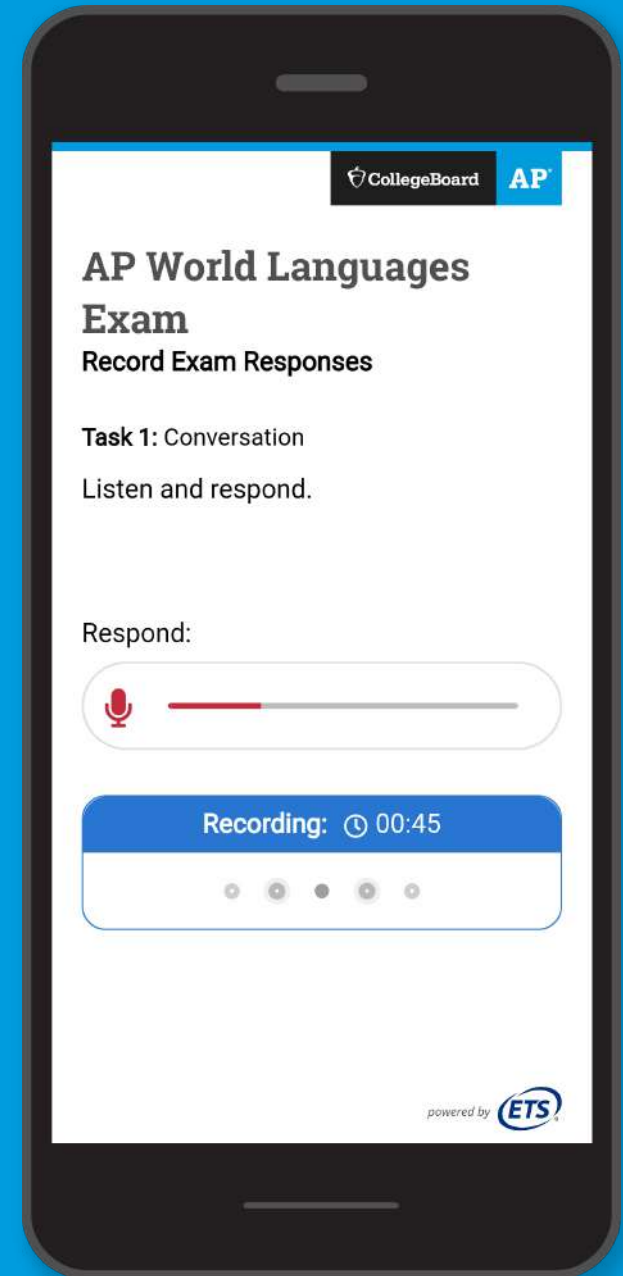 CollegeBoard AP®
AP World Languages
Exam
Record Exam Responses
Task 1: Conversation
Listen and respond.
Respond:
Recording: 00:45
powered by ETS®